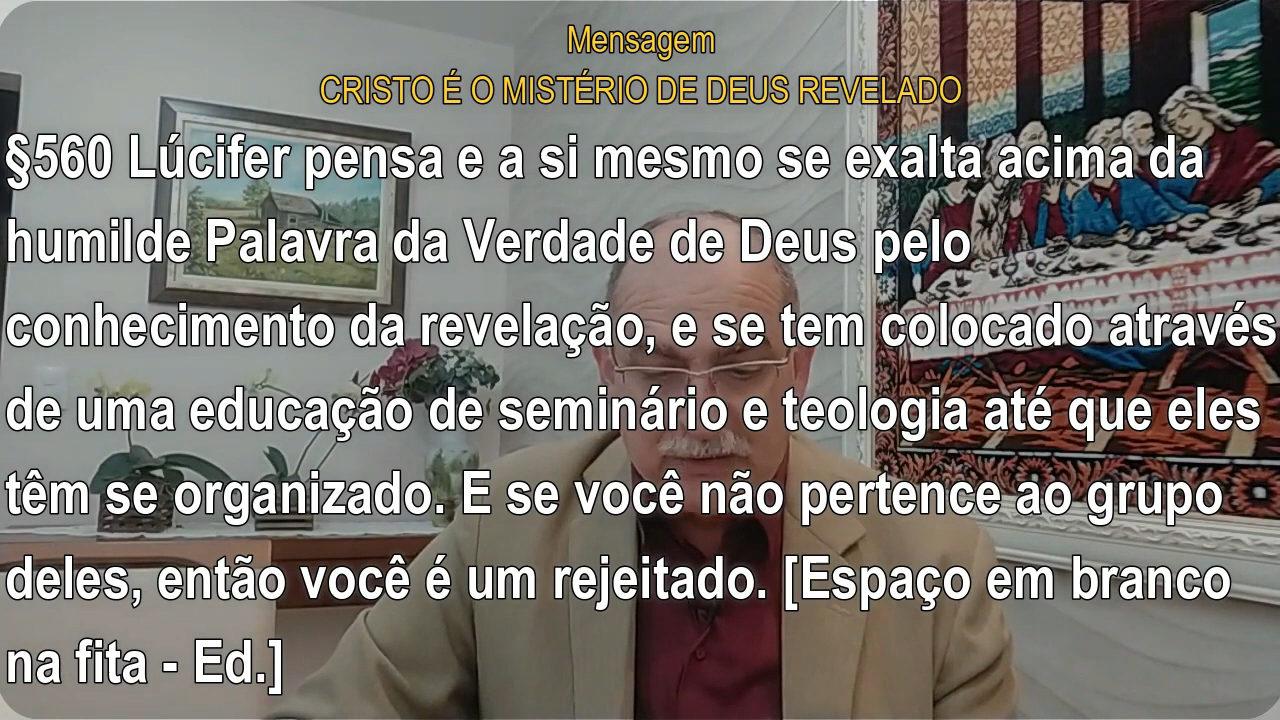 Mensagem
CRISTO É O MISTÉRIO DE DEUS REVELADO
§560 Lúcifer pensa e a si mesmo se exalta acima da
humilde Palavra da Verdade de Deus pelo
conhecimento da revelação, e se tem colocado através
de uma educação de seminário e teologia até que eles
têm se organizado. E se você não pertence ao grupo
deles, então você é um rejeitado. [Espaço em branco
na fita - Ed.]